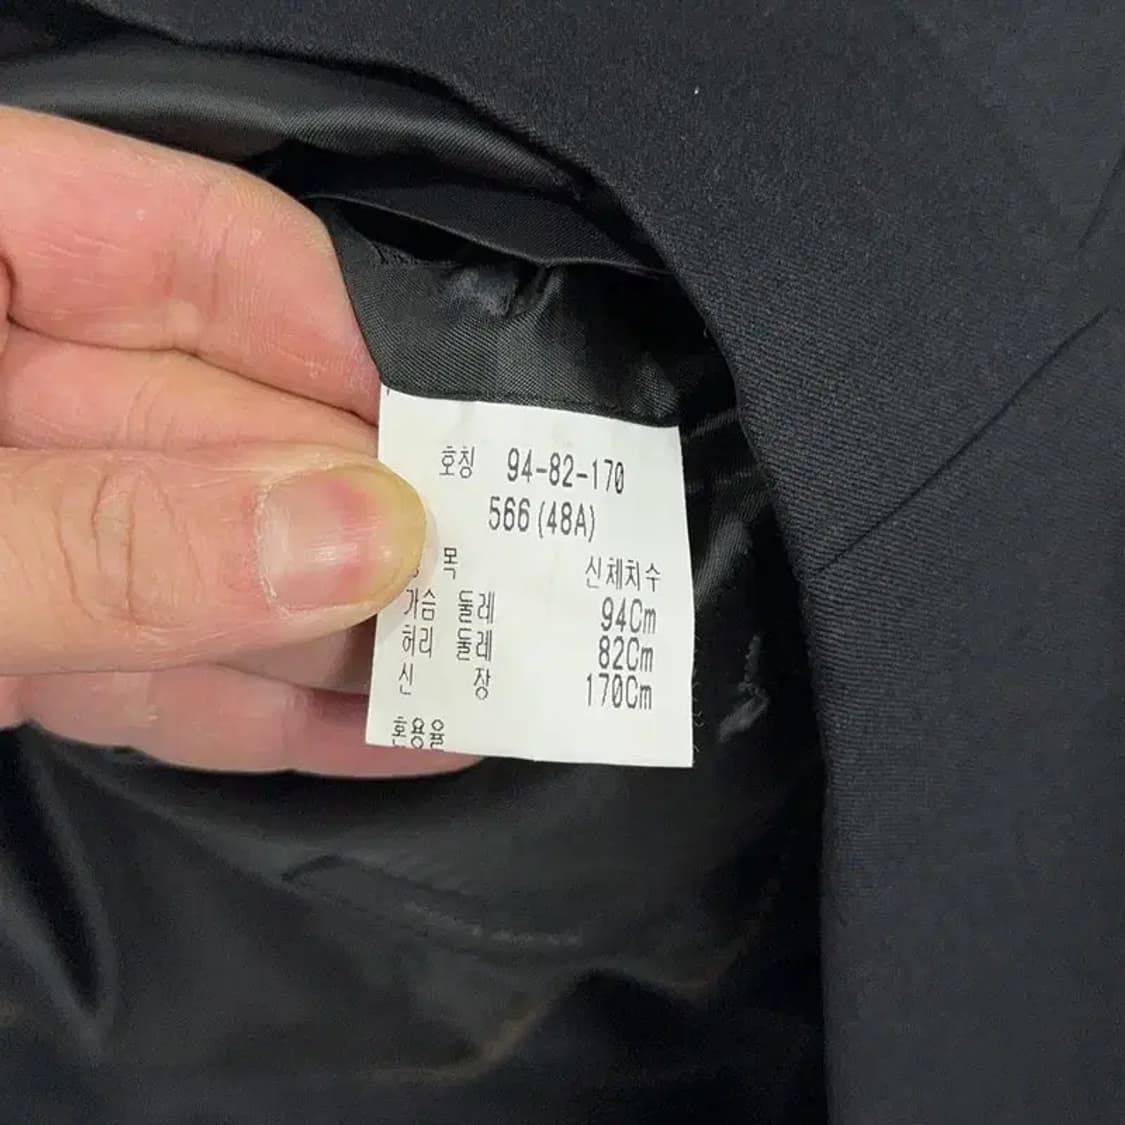 호칭 94-82-170
566(48A)
목 신체치수
가슴 둘레 94Cm
허리 둘레 82Cm
신 장 170Cm
혼용율